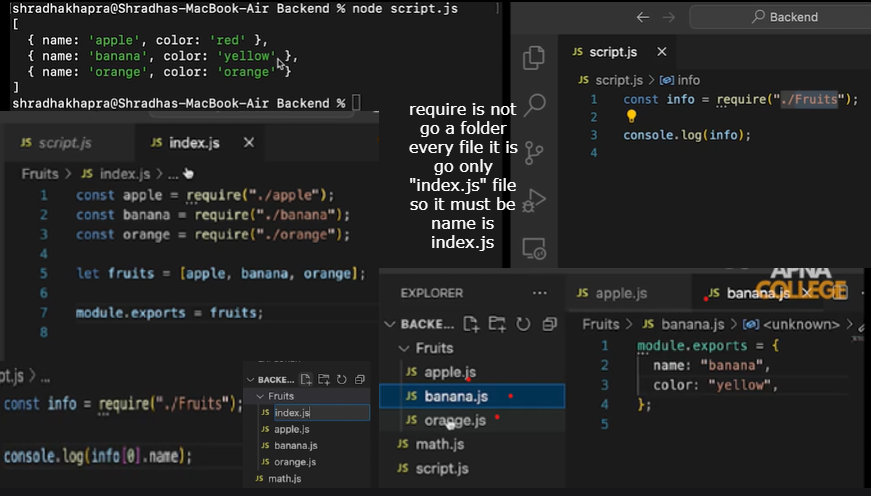 shradhakhapra@Shradhas-MacBook-Air Backend % node script.js
[
{ name: 'apple', color: 'red' },
{ name: 'banana', color: 'yellow' },
{ name: 'orange', color: 'orange' }
]
shradhakhapra@Shradhas-MacBook-Air Backend %
Backend
JS script.js
JS script.js > info
1 const info = require("./Fruits");
2
3 console.log(info);
4
require is not
go a folder
every file it is
go only
"index.js" file
so it must be
name is
index.js
JS script.js JS index.js
Fruits > JS index.js > ...
1 const apple = require("./apple");
2 const banana = require("./banana");
3 const orange = require("./orange");
4
5 let fruits = [apple, banana, orange];
6
7 module.exports = fruits;
8
pt.js > ...
const info = require("./Fruits");
console.log(info[0].name);
BACKE...
Fruits
JS index.js
JS apple.js
JS banana.js
JS orange.js
JS math.js
EXPLORER ...
BACKE...
Fruits
JS apple.js
JS banana.js
JS orange.js
JS math.js
JS script.js
APNA
COLLEGE
JS apple.js JS banana.js
Fruits > JS banana.js > <unknown> >
1 module.exports = {
2 name: "banana",
3 color: "yellow",
4 };
5